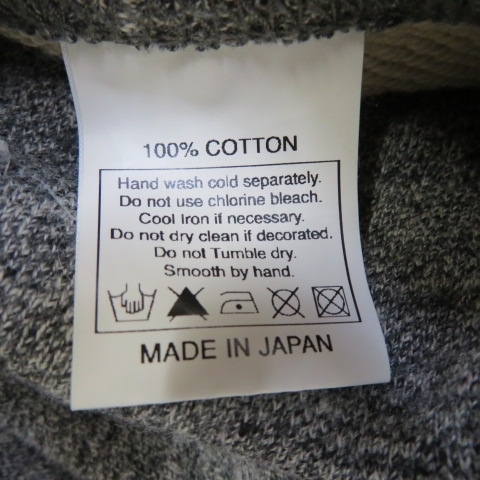 100% COTTON
Hand wash cold separately.
Do not use chlorine bleach.
Cool Iron if necessary.
Do not dry clean if decorated.
Do not Tumble dry.
Smooth by hand.
MADE IN JAPAN